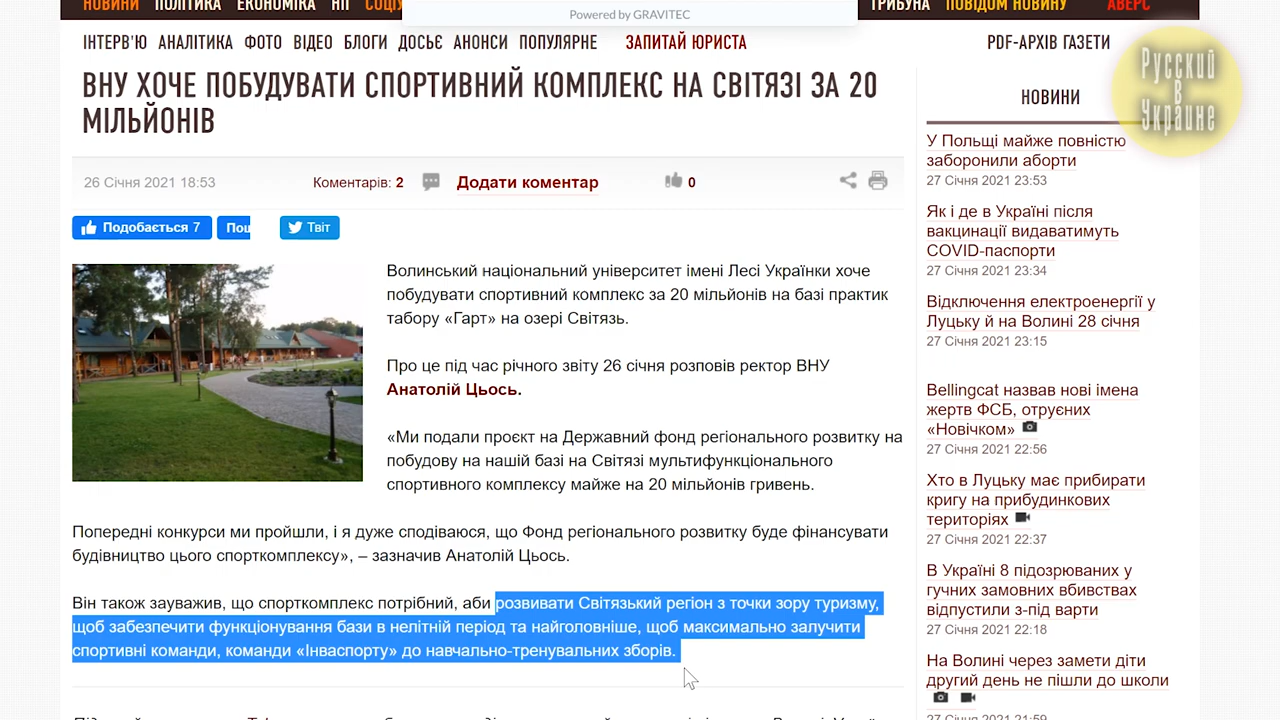 НОВИНИ ПОЛІТИКА ЕКОНОМІКА НП СОЦІУ
Powered by GRAVITEC
ТРИБУНА ПОВІДОМ НОВИНУ АВЕРС
ІНТЕРВ'Ю АНАЛІТИКА ФОТО ВІДЕО БЛОГИ ДОСЬЄ АНОНСИ ПОПУЛЯРНЕ ЗАПИТАЙ ЮРИСТА PDF-АРХІВ ГАЗЕТИ
Русский
в
Украине
ВНУ ХОЧЕ ПОБУДУВАТИ СПОРТИВНИЙ КОМПЛЕКС НА СВІТЯЗІ ЗА 20
МІЛЬЙОНІВ
26 Січня 2021 18:53 Коментарів: 2 Додати коментар 0
Подобається 7 Твіт
Волинський національний університет імені Лесі Українки хоче
побудувати спортивний комплекс за 20 мільйонів на базі практик
табору «Гарт» на озері Світязь.
Про це під час річного звіту 26 січня розповів ректор ВНУ
Анатолій Цьось.
«Ми подали проєкт на Державний фонд регіонального розвитку на
побудову на нашій базі на Світязі мультифункціонального
спортивного комплексу майже на 20 мільйонів гривень.
Попередні конкурси ми пройшли, і я дуже сподіваюся, що Фонд регіонального розвитку буде фінансувати
будівництво цього спорткомплексу», – зазначив Анатолій Цьось.
Він також зауважив, що спорткомплекс потрібний, аби розвивати Світязький регіон з точки зору туризму,
щоб забезпечити функціонування бази в нелітній період та найголовніше, щоб максимально залучити
спортивні команди, команди «Інваспорту» до навчально-тренувальних зборів.
НОВИНИ
У Польщі майже повністю
заборонили аборти
27 Січня 2021 23:53
Як і де в Україні після
вакцинації видаватимуть
COVID-паспорти
27 Січня 2021 23:34
Відключення електроенергії у
Луцьку й на Волині 28 січня
27 Січня 2021 23:15
Bellingcat назвав нові імена
жертв ФСБ, отруєних
«Новічком»
27 Січня 2021 22:56
Хто в Луцьку має прибирати
кригу на прибудинкових
територіях
27 Січня 2021 22:37
В Україні 8 підозрюваних у
гучних замовних вбивствах
відпустили з-під варти
27 Січня 2021 22:18
На Волині через замети діти
другий день не пішли до школи
27 Січня 2021 21:59